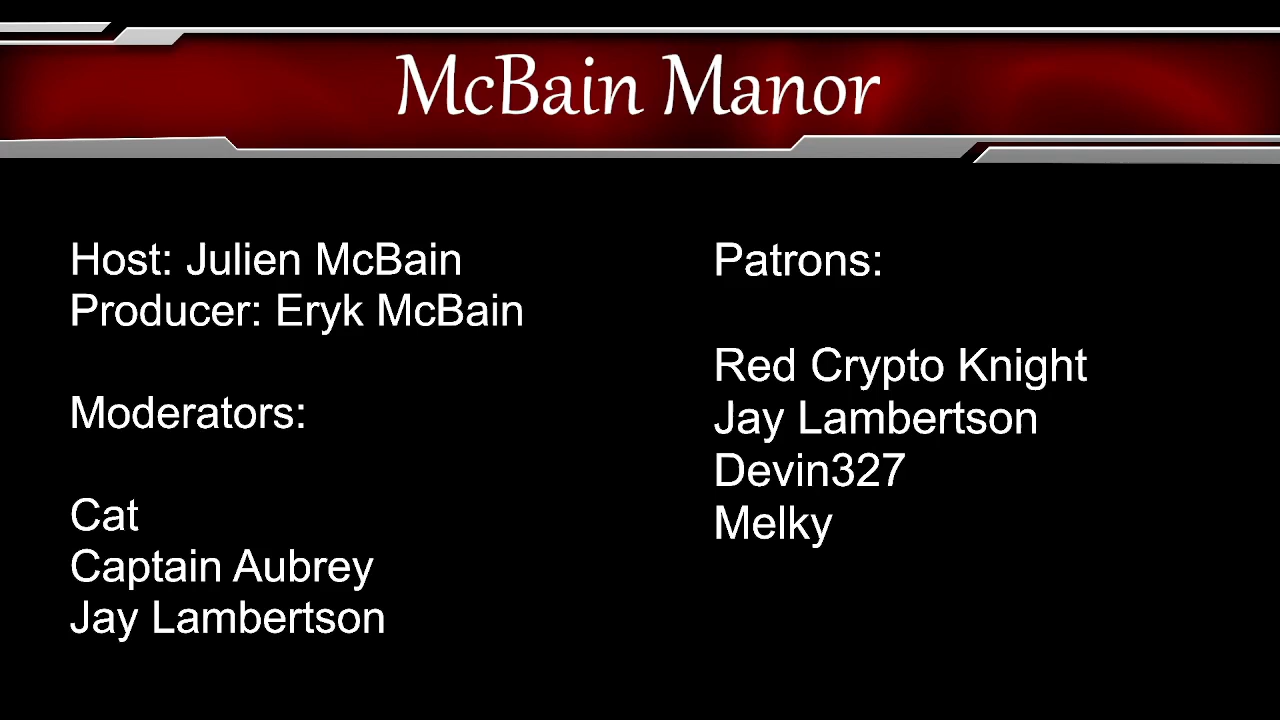 McBain Manor
Host: Julien McBain
Producer: Eryk McBain
Moderators:
Cat
Captain Aubrey
Jay Lambertson
Patrons:
Red Crypto Knight
Jay Lambertson
Devin327
Melky